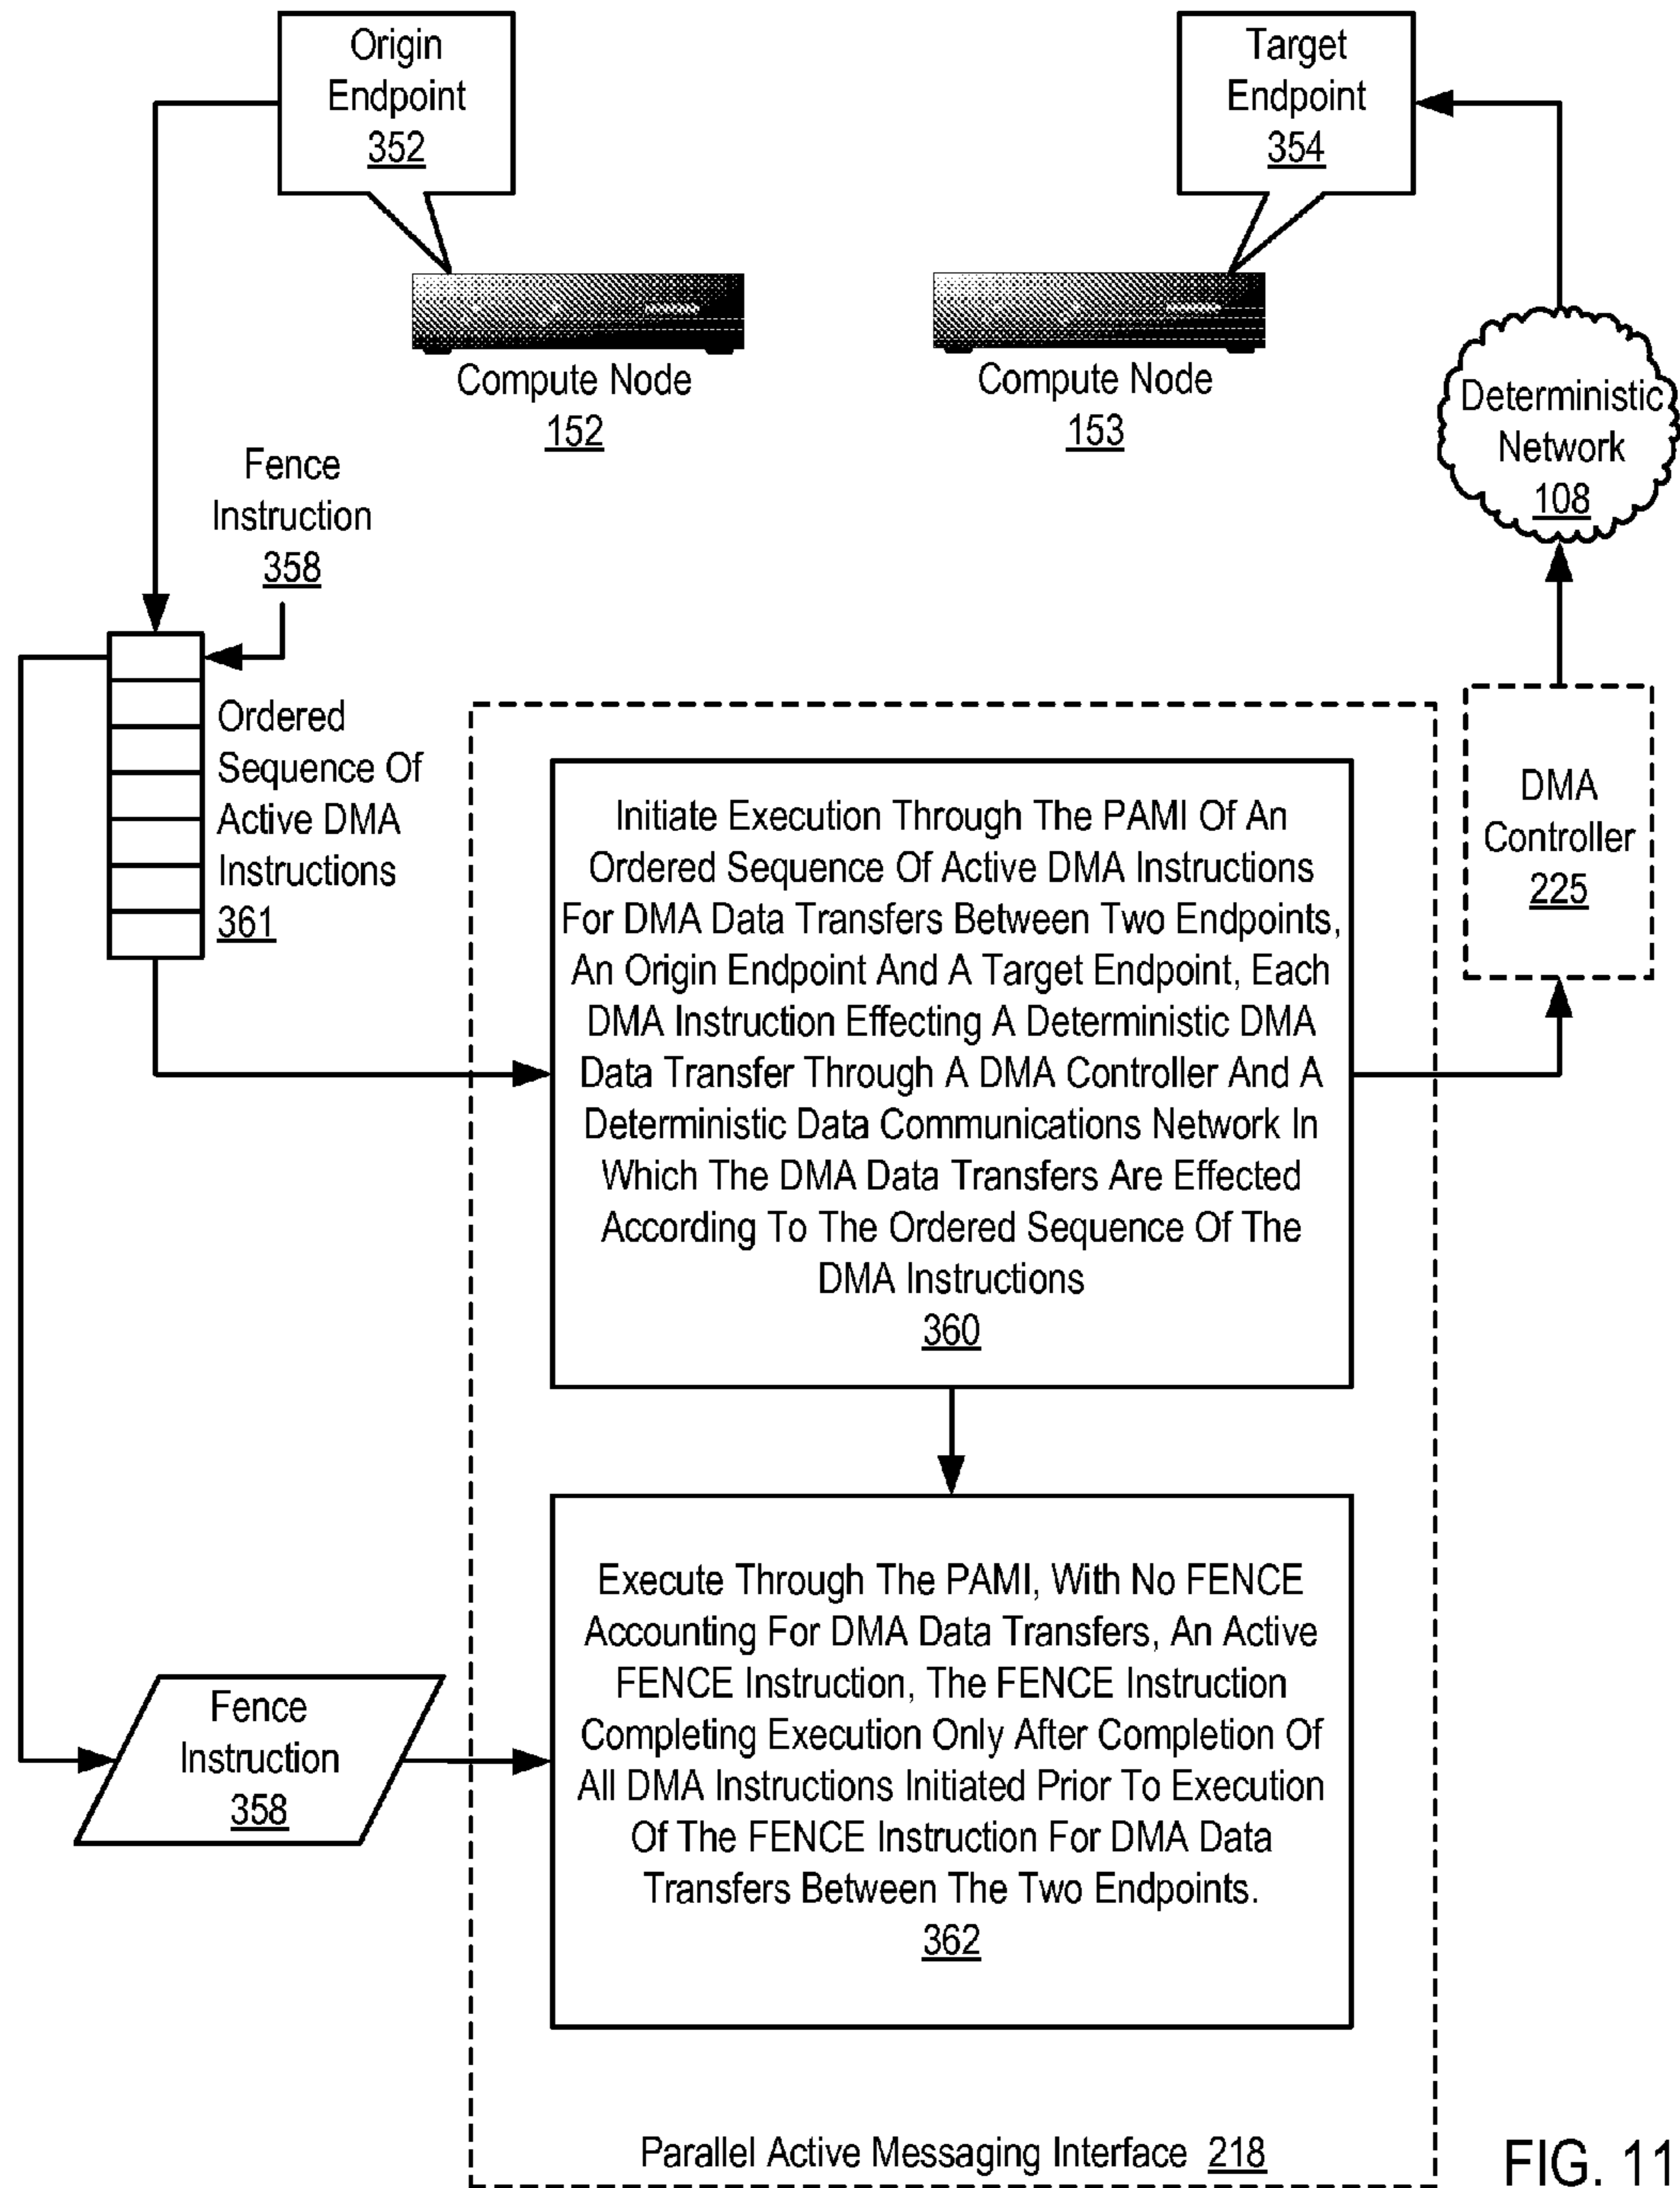 Origin
Endpoint
352
Target
Endpoint
354
Compute Node
152
Compute Node
153
Deterministic
Network
108
Fence
Instruction
358
Ordered
Sequence Of
Active DMA
Instructions
361
Initiate Execution Through The PAMI Of An
Ordered Sequence Of Active DMA Instructions
For DMA Data Transfers Between Two Endpoints,
An Origin Endpoint And A Target Endpoint, Each
DMA Instruction Effecting A Deterministic DMA
Data Transfer Through A DMA Controller And A
Deterministic Data Communications Network In
Which The DMA Data Transfers Are Effected
According To The Ordered Sequence Of The
DMA Instructions
360
DMA
Controller
225
Execute Through The PAMI, With No FENCE
Accounting For DMA Data Transfers, An Active
FENCE Instruction, The FENCE Instruction
Completing Execution Only After Completion Of
All DMA Instructions Initiated Prior To Execution
Of The FENCE Instruction For DMA Data
Transfers Between The Two Endpoints.
362
Fence
Instruction
358
Parallel Active Messaging Interface 218
FIG. 11